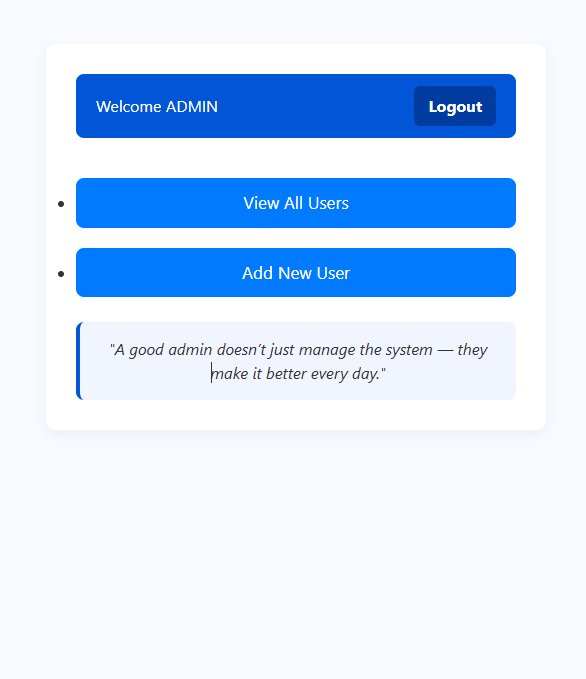 Welcome ADMIN
Logout
View All Users
Add New User
"A good admin doesn’t just manage the system — they
make it better every day."